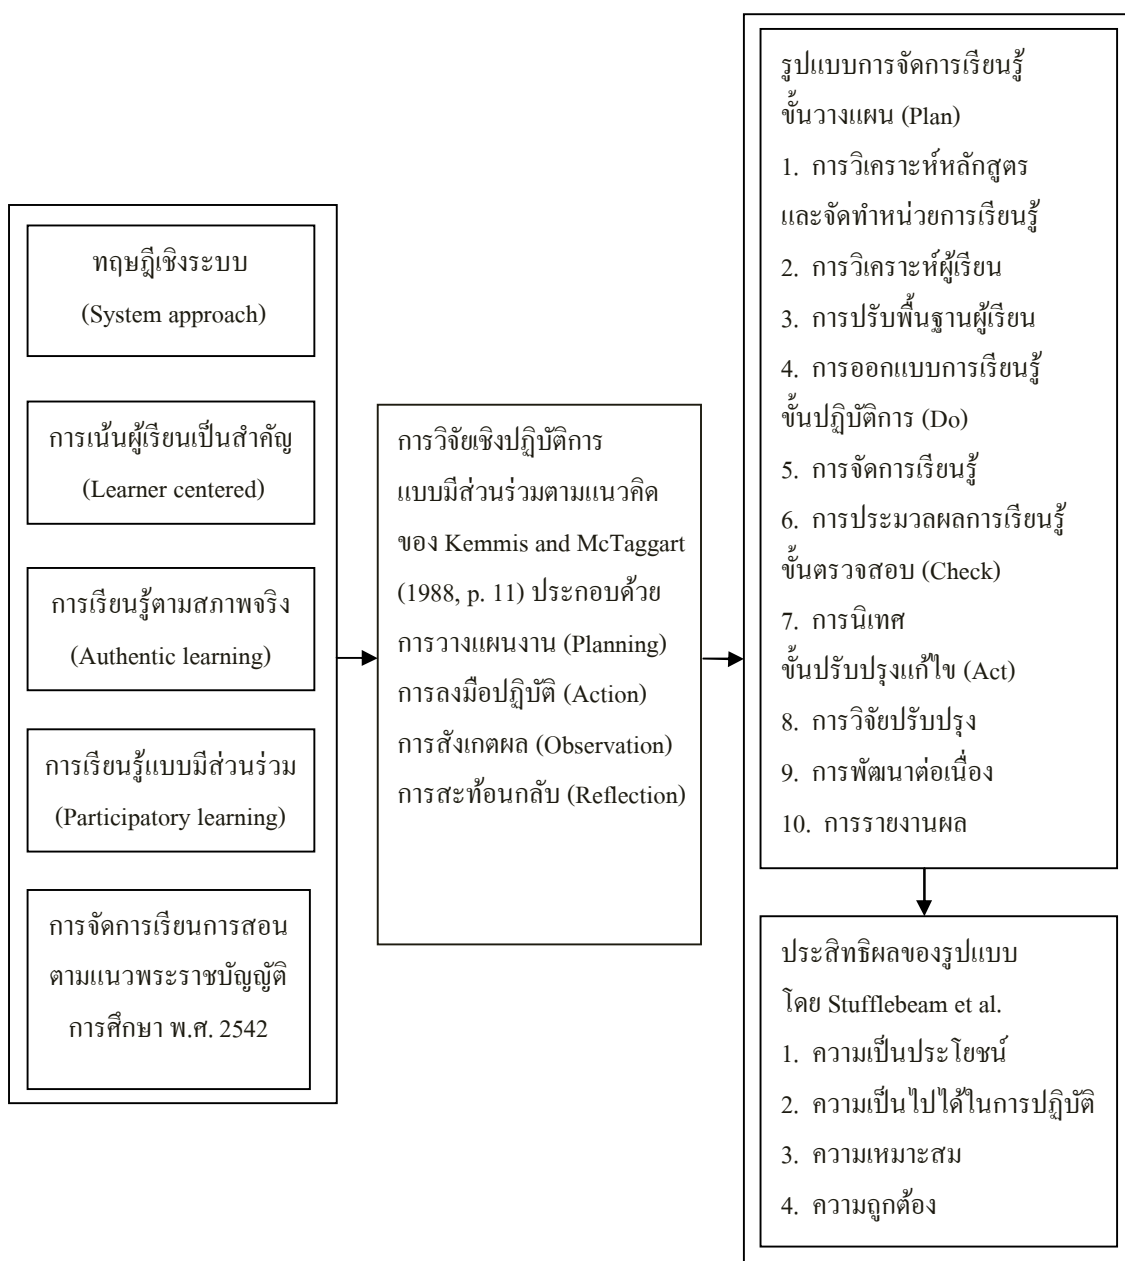 ทฤษฎีเชิงระบบ
(System approach)
การเน้นผู้เรียนเป็นสำคัญ
(Learner centered)
การเรียนรู้ตามสภาพจริง
(Authentic learning)
การเรียนรู้แบบมีส่วนร่วม
(Participatory learning)
การจัดการเรียนการสอน
ตามแนวพระราชบัญญัติ
การศึกษา พ.ศ. 2542
การวิจัยเชิงปฏิบัติการ
แบบมีส่วนร่วมตามแนวคิด
ของ Kemmis and McTaggart
(1988, p. 11) ประกอบด้วย
การวางแผนงาน (Planning)
การลงมือปฏิบัติ (Action)
การสังเกตผล (Observation)
การสะท้อนกลับ (Reflection)
รูปแบบการจัดการเรียนรู้
ขั้นวางแผน (Plan)
1. การวิเคราะห์หลักสูตร
และจัดทำหน่วยการเรียนรู้
2. การวิเคราะห์ผู้เรียน
3. การปรับพื้นฐานผู้เรียน
4. การออกแบบการเรียนรู้
ขั้นปฏิบัติการ (Do)
5. การจัดการเรียนรู้
6. การประมวลผลการเรียนรู้
ขั้นตรวจสอบ (Check)
7. การนิเทศ
ขั้นปรับปรุงแก้ไข (Act)
8. การวิจัยปรับปรุง
9. การพัฒนาต่อเนื่อง
10. การรายงานผล
ประสิทธิผลของรูปแบบ
โดย Stufflebeam et al.
1. ความเป็นประโยชน์
2. ความเป็นไปได้ในการปฏิบัติ
3. ความเหมาะสม
4. ความถูกต้อง